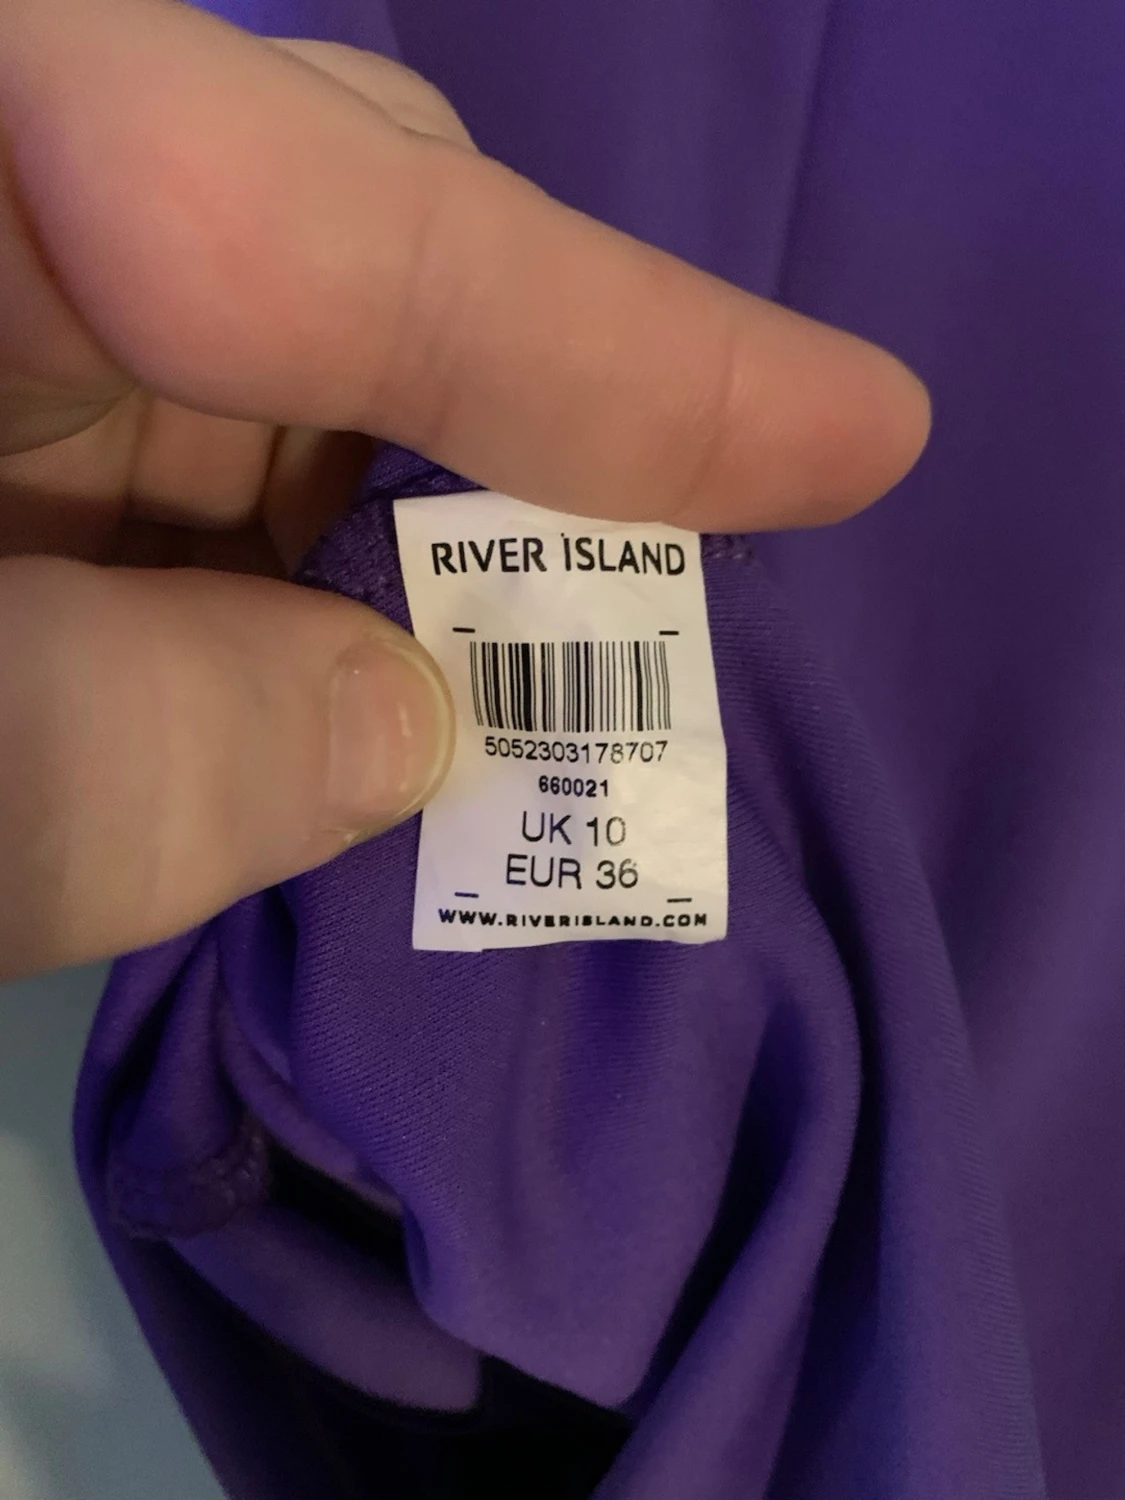 RIVER ISLAND
5052303178707
660021
UK 10
EUR 36
WWW.RIVERISLAND.COM